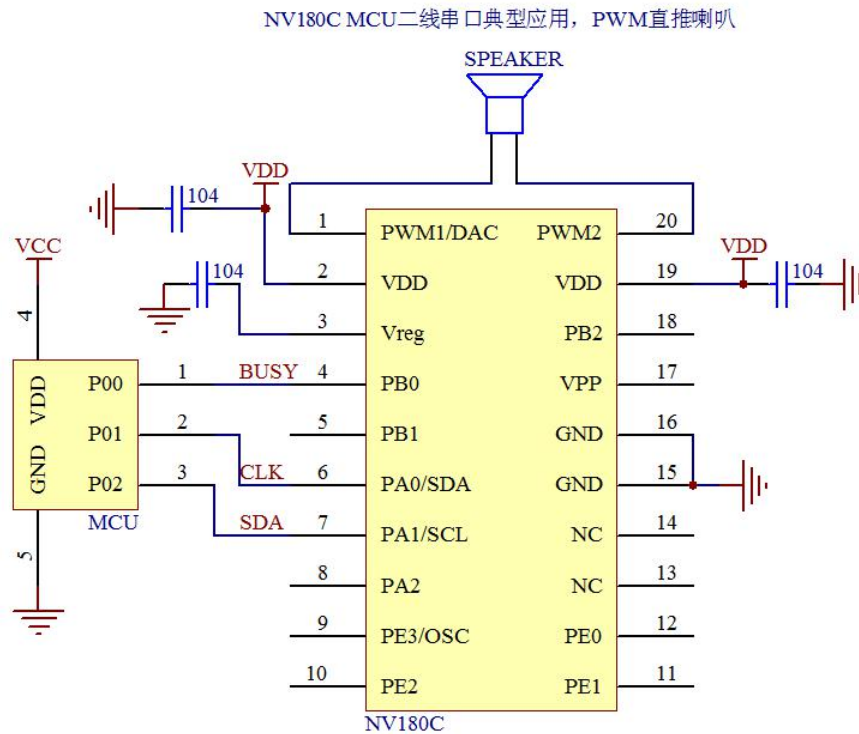 NV180C MCU二线串口典型应用，PWM直推喇叭
SPEAKER
VDD
104
1 PWM1/DAC PWM2 20
VCC
104
2 VDD VDD 19
VDD
104
3 Vreg PB2 18
4
VDD
P00 1 BUSY 4 PB0 VPP 17
P01 2
5 PB1 GND 16
GND
P02 3 CLK 6 PA0/SDA GND 15
MCU
SDA 7 PA1/SCL NC 14
5
8 PA2 NC 13
9 PE3/OSC PE0 12
10 PE2 PE1 11
NV180C